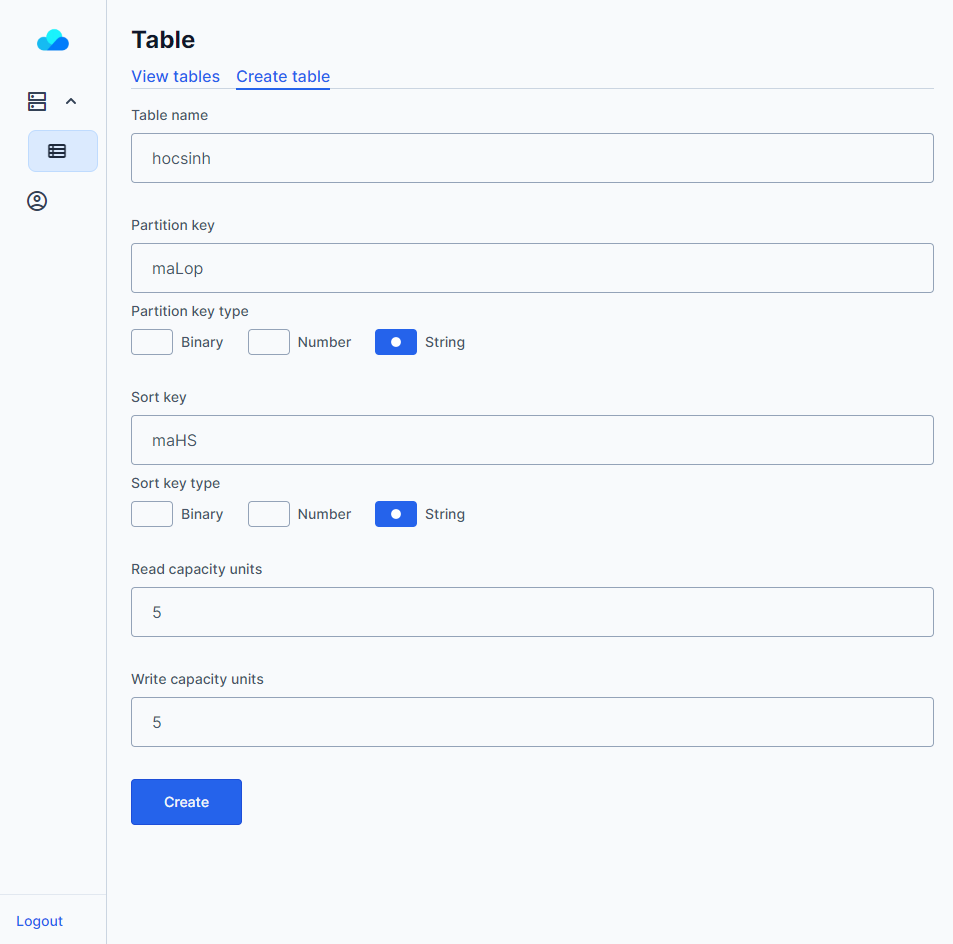 Table
View tables Create table
Table name
hocsinh
Partition key
maLop
Partition key type
Binary Number String
Sort key
maHS
Sort key type
Binary Number String
Read capacity units
5
Write capacity units
5
Create
Logout